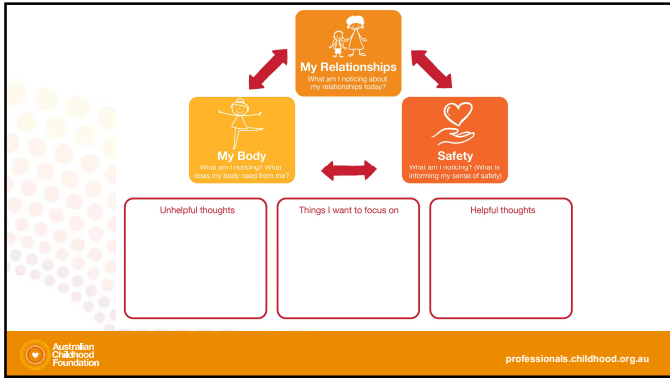 My Relationships
What am I noticing about
my relationships today?
My Body
What am I noticing? What
does my body need from me?
Safety
What am I noticing? (What is
informing my sense of safety)
Unhelpful thoughts
Things I want to focus on
Helpful thoughts
Australian
Childhood
Foundation
professionals.childhood.org.au